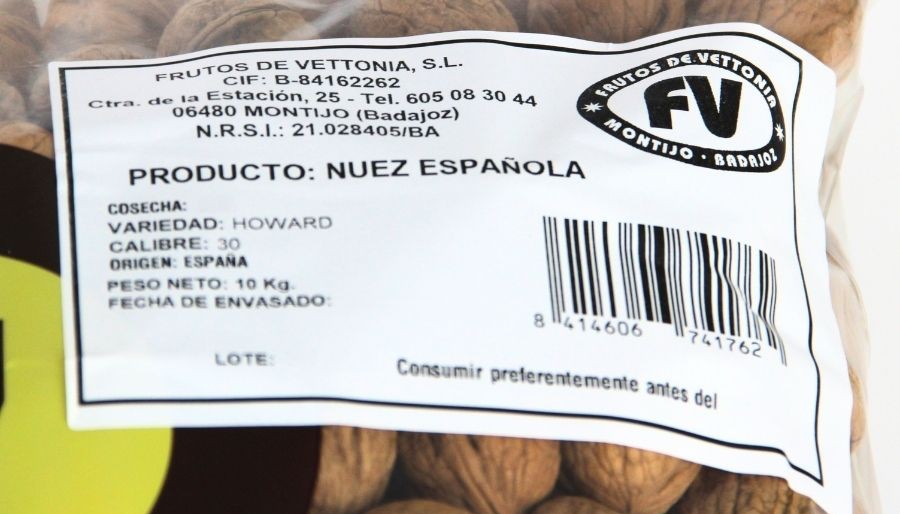 FRUTOS DE VETTONIA, S.L.
CIF: B-84162262
Ctra. de la Estación, 25 - Tel. 605 08 30 44
06480 MONTIJO (Badajoz)
N.R.S.I.: 21.028405/BA
FRUTOS DE VETTONIA
FV
MONTIJO · BADAJOZ
PRODUCTO: NUEZ ESPAÑOLA
COSECHA:
VARIEDAD: HOWARD
CALIBRE: 30
ORIGEN: ESPAÑA
PESO NETO: 10 Kg.
FECHA DE ENVASADO:
8 414606 741762
LOTE:
Consumir preferentemente antes del